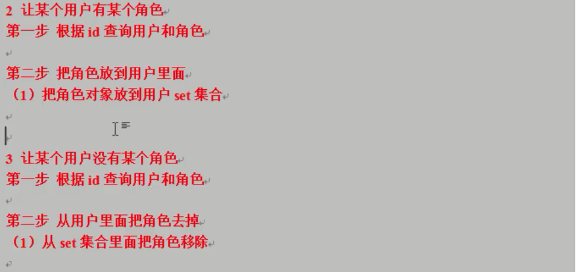 2 让某个用户有某个角色
第一步 根据 id 查询用户和角色
第二步 把角色放到用户里面
（1）把角色对象放到用户 set 集合
3 让某个用户没有某个角色
第一步 根据 id 查询用户和角色
第二步 从用户里面把角色去掉
（1）从 set 集合里面把角色移除